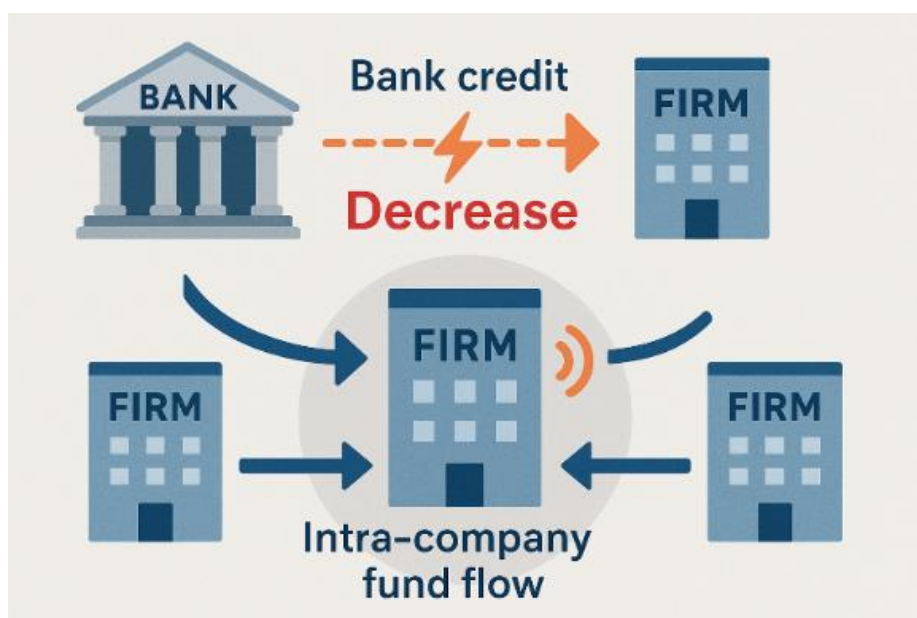 BANK
Bank credit
FIRM
Decrease
FIRM
FIRM
FIRM
Intra-company
fund flow